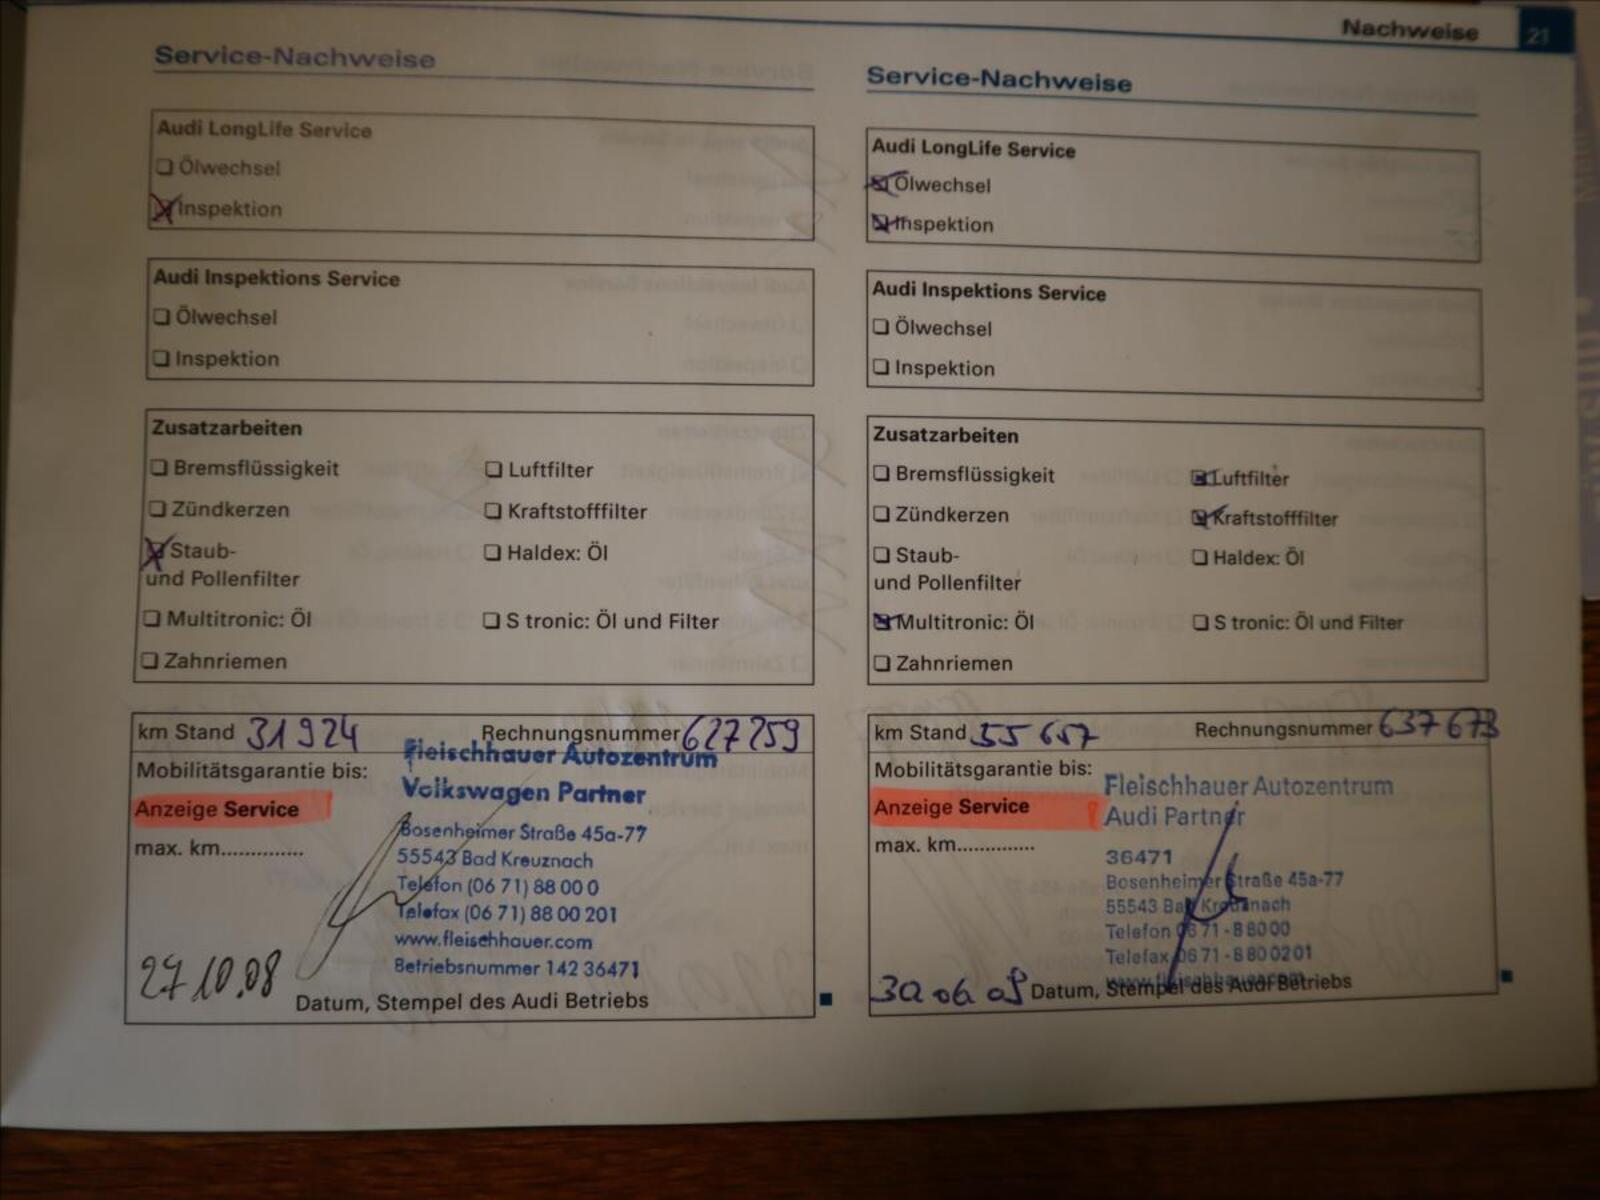 Nachweise 21
Service-Nachweise
Audi LongLife Service
Ölwechsel
Inspektion
Audi Inspektions Service
Ölwechsel
Inspektion
Zusatzarbeiten
Bremsflüssigkeit Luftfilter
Zündkerzen Kraftstofffilter
Staub- Haldex: Öl
und Pollenfilter
Multitronic: Öl S tronic: Öl und Filter
Zahnriemen
km Stand 31924 Rechnungsnummer 627259
Mobilitätsgarantie bis:
Anzeige Service
max. km..............
Fleischhauer Autozentrum
Volkswagen Partner
Bosenheimer Straße 45a-77
55543 Bad Kreuznach
Telefon (06 71) 88 00 0
Telefax (06 71) 88 00 201
www.fleischhauer.com
Betriebsnummer 142 36471
27.10.08
Datum, Stempel des Audi Betriebs
Service-Nachweise
Audi LongLife Service
Ölwechsel
Inspektion
Audi Inspektions Service
Ölwechsel
Inspektion
Zusatzarbeiten
Bremsflüssigkeit Luftfilter
Zündkerzen Kraftstofffilter
Staub- Haldex: Öl
und Pollenfilter
Multitronic: Öl S tronic: Öl und Filter
Zahnriemen
km Stand 55657 Rechnungsnummer 637673
Mobilitätsgarantie bis:
Anzeige Service
max. km.............
Fleischhauer Autozentrum
Audi Partner
36471
Bosenheimer Straße 45a-77
55543 Bad Kreuznach
Telefon 0671-88000
Telefax 0671-8800201
www.fleischhauer.com
Datum, Stempel des Audi Betriebs